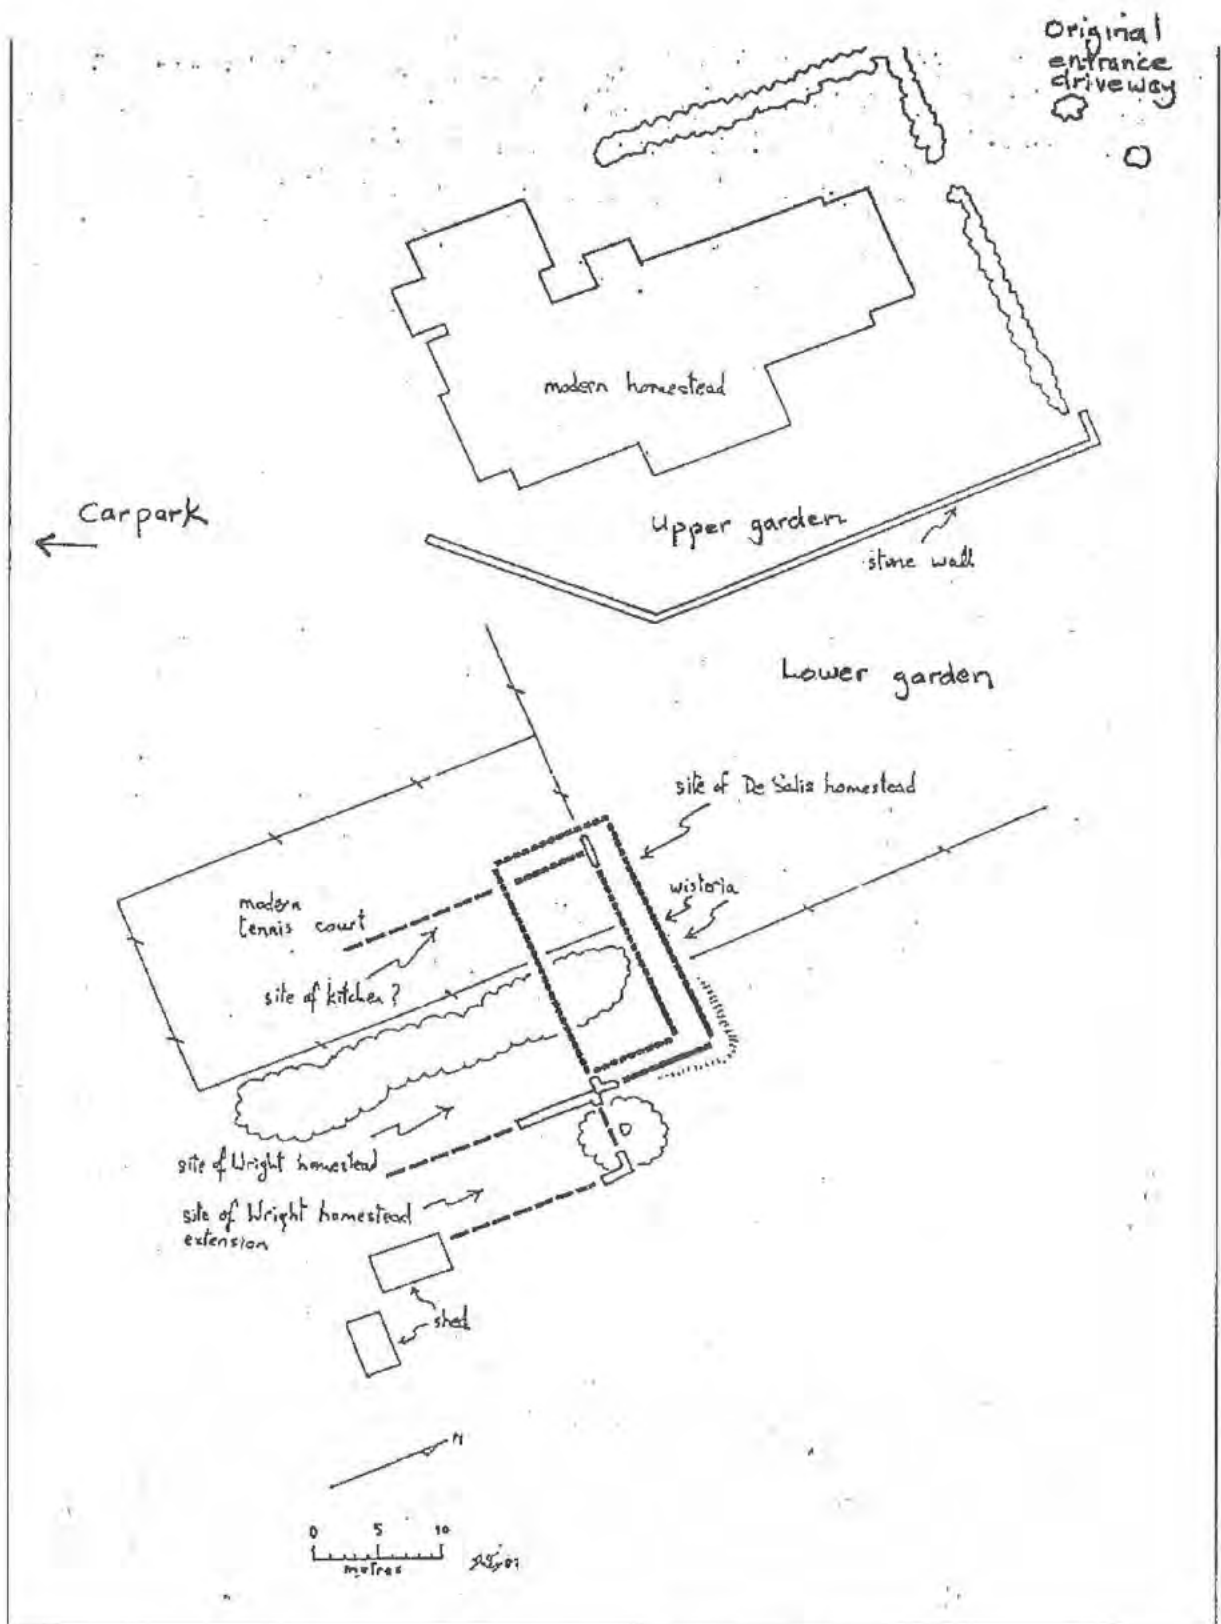 Original
entrance
driveway
modern homestead
Carpark
Upper garden
stone wall
Lower garden
site of De Salis homestead
wistoria
modern
tennis court
site of kitchen?
site of Wright homestead
site of Wright homestead
extension
shed
N
0 5 10
metres